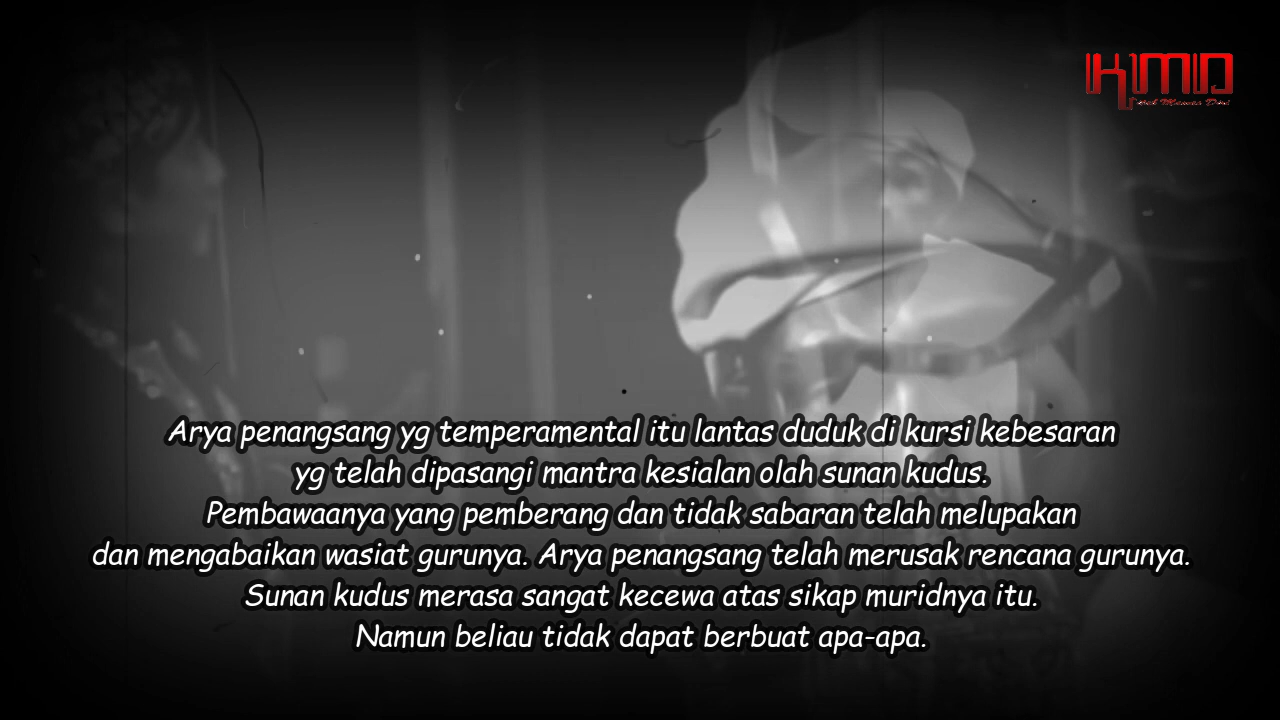 KMD
Arya penangsang yg temperamental itu lantas duduk di kursi kebesaran
yg telah dipasangi mantra kesialan olah sunan kudus.
Pembawaanya yang pemberang dan tidak sabaran telah melupakan
dan mengabaikan wasiat gurunya. Arya penangsang telah merusak rencana gurunya.
Sunan kudus merasa sangat kecewa atas sikap muridnya itu.
Namun beliau tidak dapat berbuat apa-apa.